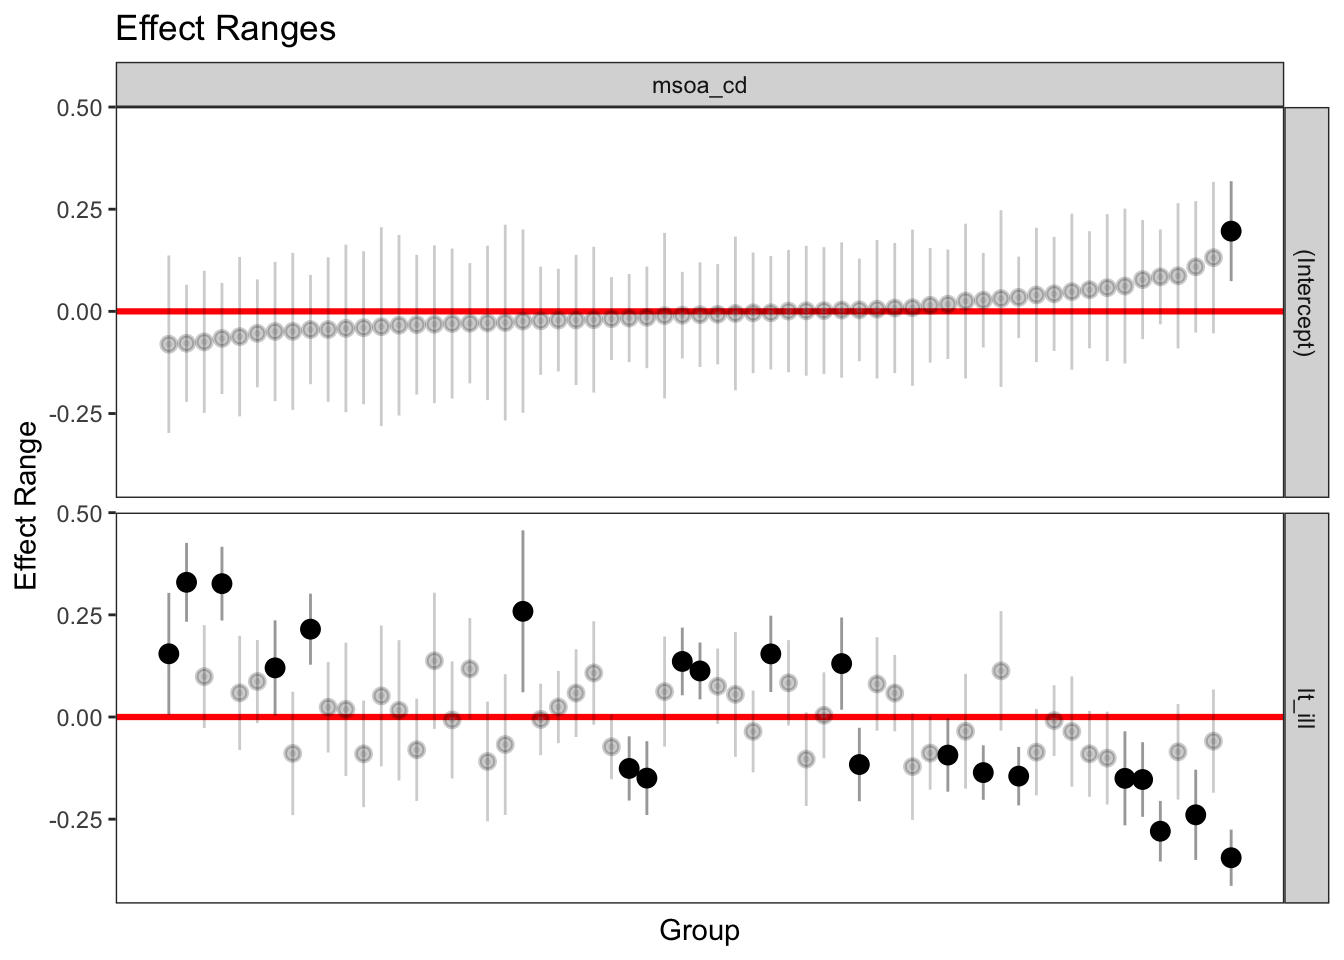 Effect Ranges
msoa_cd
0.50
0.25
0.00
-0.25
(Intercept)
Effect Range
0.50
0.25
0.00
-0.25
lt_ill
Group